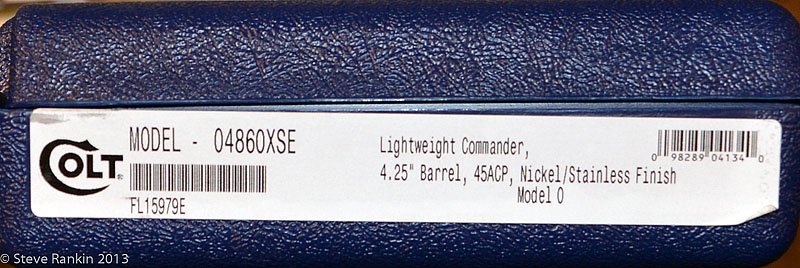 COLT®
MODEL - 04860XSE
FL15979E
Lightweight Commander,
4.25" Barrel, 45ACP, Nickel/Stainless Finish
Model O
0 98289 04134 0
© Steve Rankin 2013